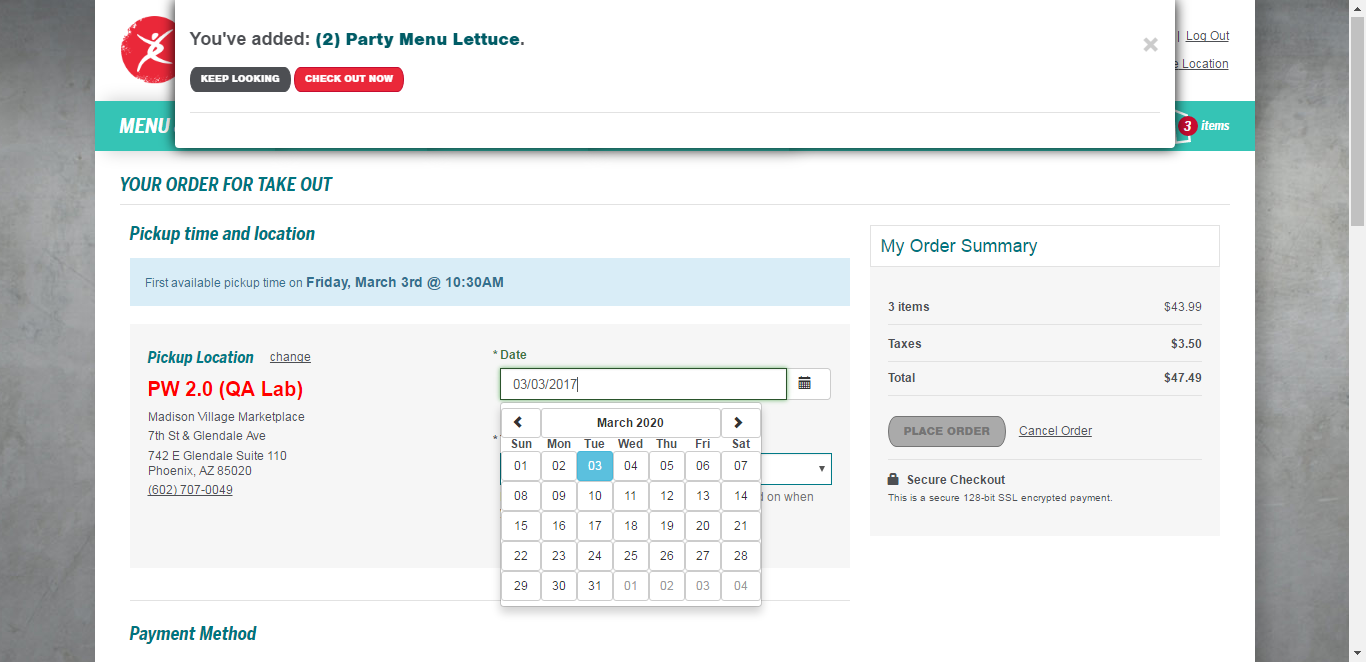 You've added: (2) Party Menu Lettuce.
KEEP LOOKING CHECK OUT NOW
×
| Log Out
Location
MENU
3 items
YOUR ORDER FOR TAKE OUT
Pickup time and location
First available pickup time on Friday, March 3rd @ 10:30AM
Pickup Location change
PW 2.0 (QA Lab)
Madison Village Marketplace
7th St & Glendale Ave
742 E Glendale Suite 110
Phoenix, AZ 85020
(602) 707-0049
* Date
03/03/2017
*
March 2020
Sun Mon Tue Wed Thu Fri Sat
01 02 03 04 05 06 07
08 09 10 11 12 13 14
15 16 17 18 19 20 21
22 23 24 25 26 27 28
29 30 31 01 02 03 04
on when
My Order Summary
3 items $43.99
Taxes $3.50
Total $47.49
PLACE ORDER Cancel Order
Secure Checkout
This is a secure 128-bit SSL encrypted payment.
Payment Method